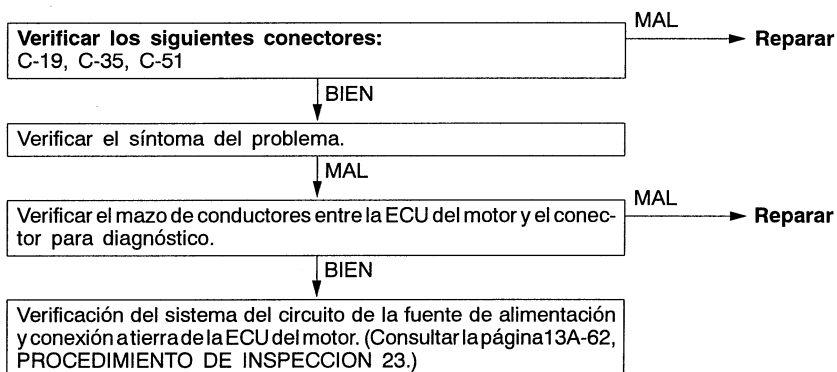 Verificar los siguientes conectores:
C-19, C-35, C-51
MAL
Reparar
BIEN
Verificar el síntoma del problema.
MAL
Verificar el mazo de conductores entre la ECU del motor y el conec-
tor para diagnóstico.
MAL
Reparar
BIEN
Verificación del sistema del circuito de la fuente de alimentación
y conexión a tierra de la ECU del motor. (Consultar la página 13A-62,
PROCEDIMIENTO DE INSPECCION 23.)